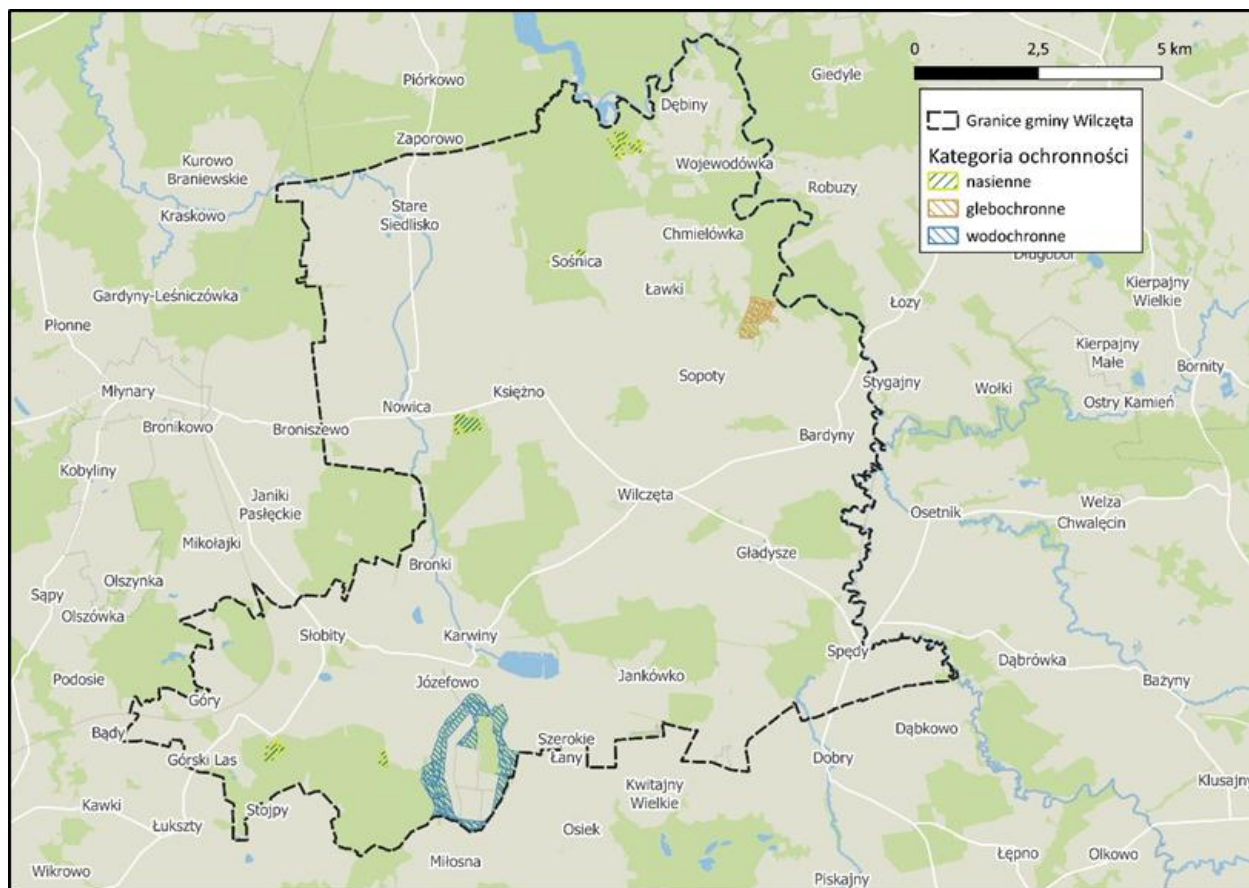 0 2,5 5 km
Granice gminy Wilczęta
Kategoria ochronności
nasienne
glebochronne
wodochronne
Piórkowo
Giedyle
Dębiny
Zaporowo
Kurowo
Braniewskie
Wojewodówka
Robuzy
Kraskowo
Stare
Siedlisko
Chmielówka
Długobór
Sośnica
Kierpajny
Wielkie
Gardyny-Leśniczówka
Ławki
Łozy
Płonne
Kierpajny
Małe
Bornity
Sopoty
Stygajny
Wołki
Młynary
Księżno
Ostry Kamień
Nowica
Bronikowo
Broniszewo
Bardyny
Kobyliny
Janiki
Pasłęckie
Wilczęta
Welza
Chwalęcin
Osetnik
Mikołajki
Gładysze
Bronki
Olszynka
Sąpy
Olszówka
Słobity
Karwiny
Spędy
Dąbrówka
Podosie
Józefowo
Jankówko
Bażyny
Góry
Bądy
Szerokie
Łany
Dąbkowo
Górski Las
Dobry
Kwitajny
Wielkie
Klusajny
Kawki
Stojpy
Łukszty
Osiek
Miłosna
Łępno
Olkowo
Wikrowo
Piskajny